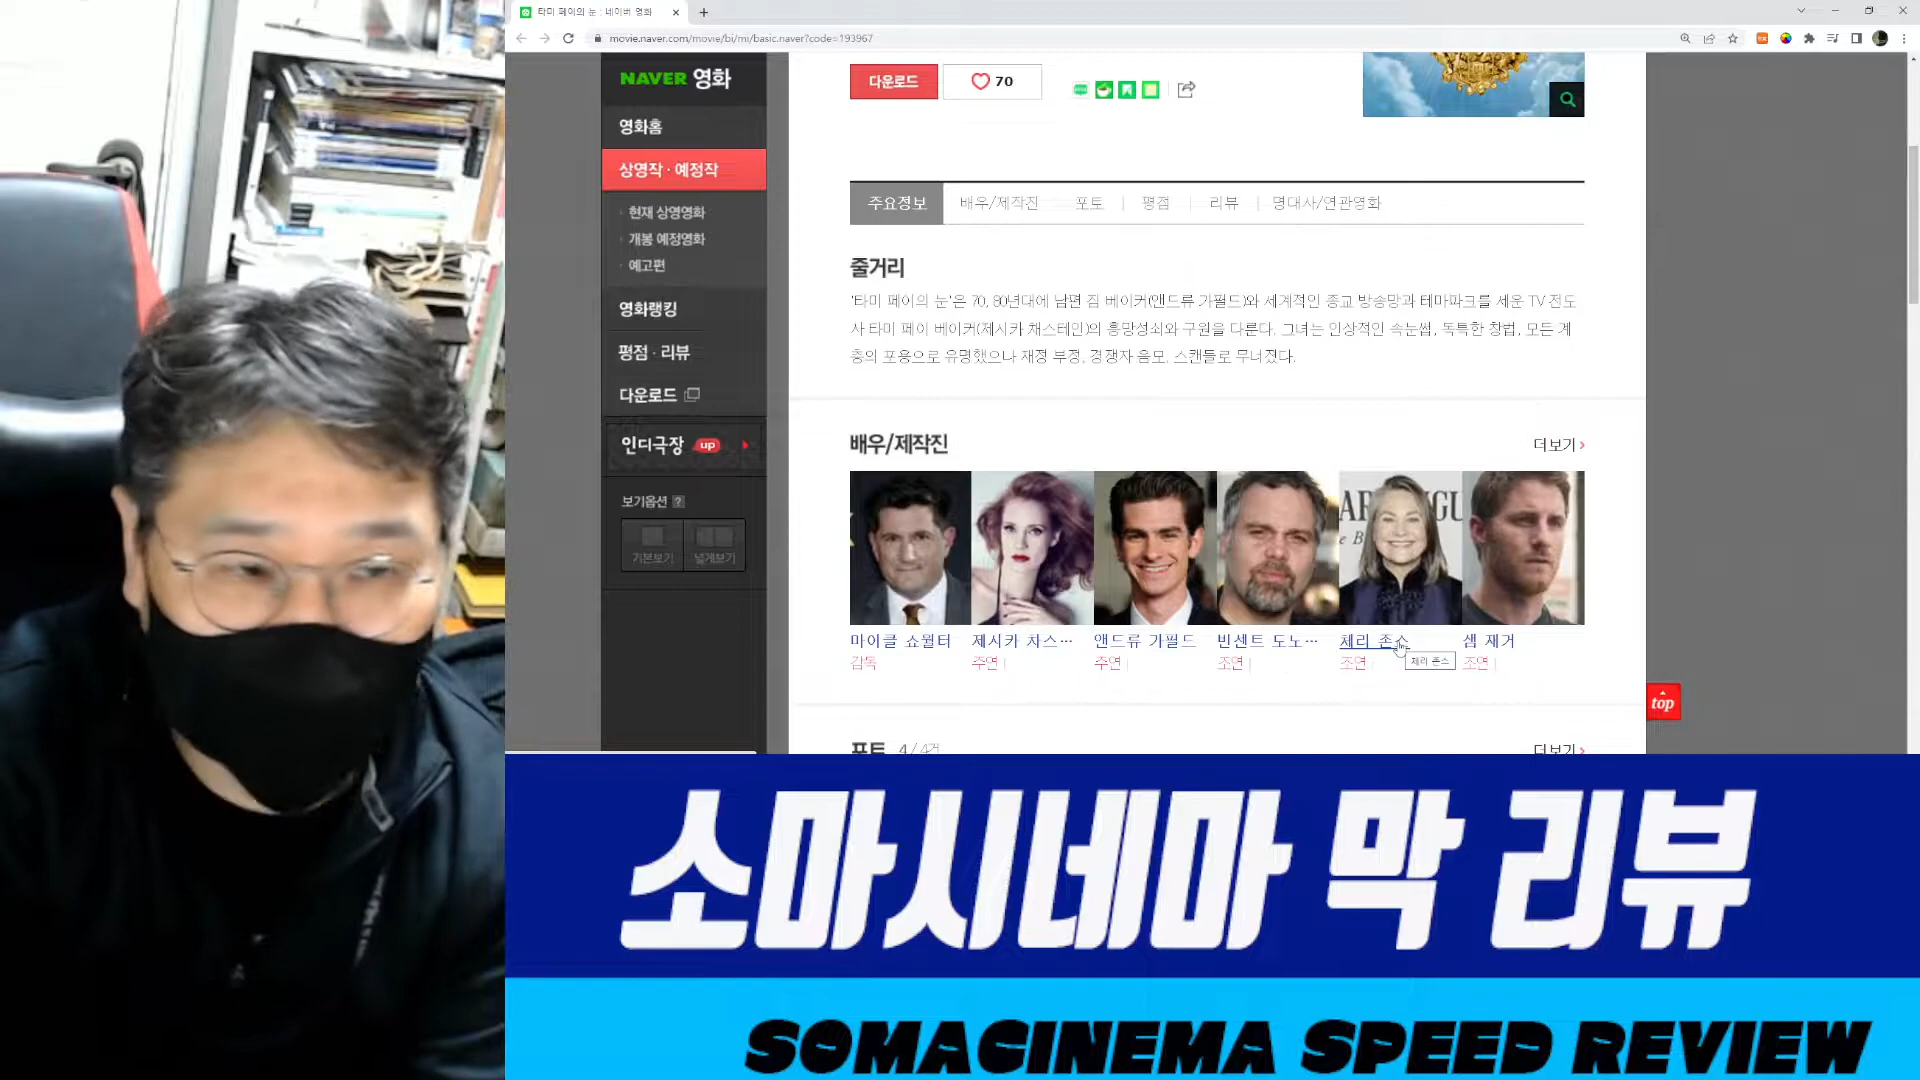 타미 페이의 눈 : 네이버 영화
movie.naver.com/movie/bi/mi/basic.naver?code=193967
NAVER 영화
영화홈
상영작 · 예정작
현재 상영영화
개봉 예정영화
예고편
영화랭킹
평점 · 리뷰
다운로드
인디극장 up
보기옵션 ?
기본보기 넓게보기
다운로드 70
주요정보 배우/제작진 포토 평점 리뷰 명대사/연관영화
줄거리
'타미 페이의 눈'은 70, 80년대에 남편 짐 베이커(앤드류 가필드)와 세계적인 종교 방송망과 테마파크를 세운 TV 전도
사 타미 페이 베이커(제시카 채스테인)의 흥망성쇠와 구원을 다룬다. 그녀는 인상적인 속눈썹, 독특한 창법, 모든 계
층의 포용으로 유명했으나 재정 부정, 경쟁자 음모, 스캔들로 무너졌다.
배우/제작진 더보기
마이클 쇼월터 제시카 차스… 앤드류 가필드 빈센트 도노… 체리 존스 샘 재거
감독 주연 주연 조연 조연 조연
체리 존스
top
포토 4 / 4건 더보기
소마시네마 막 리뷰
SOMACINEMA SPEED REVIEW